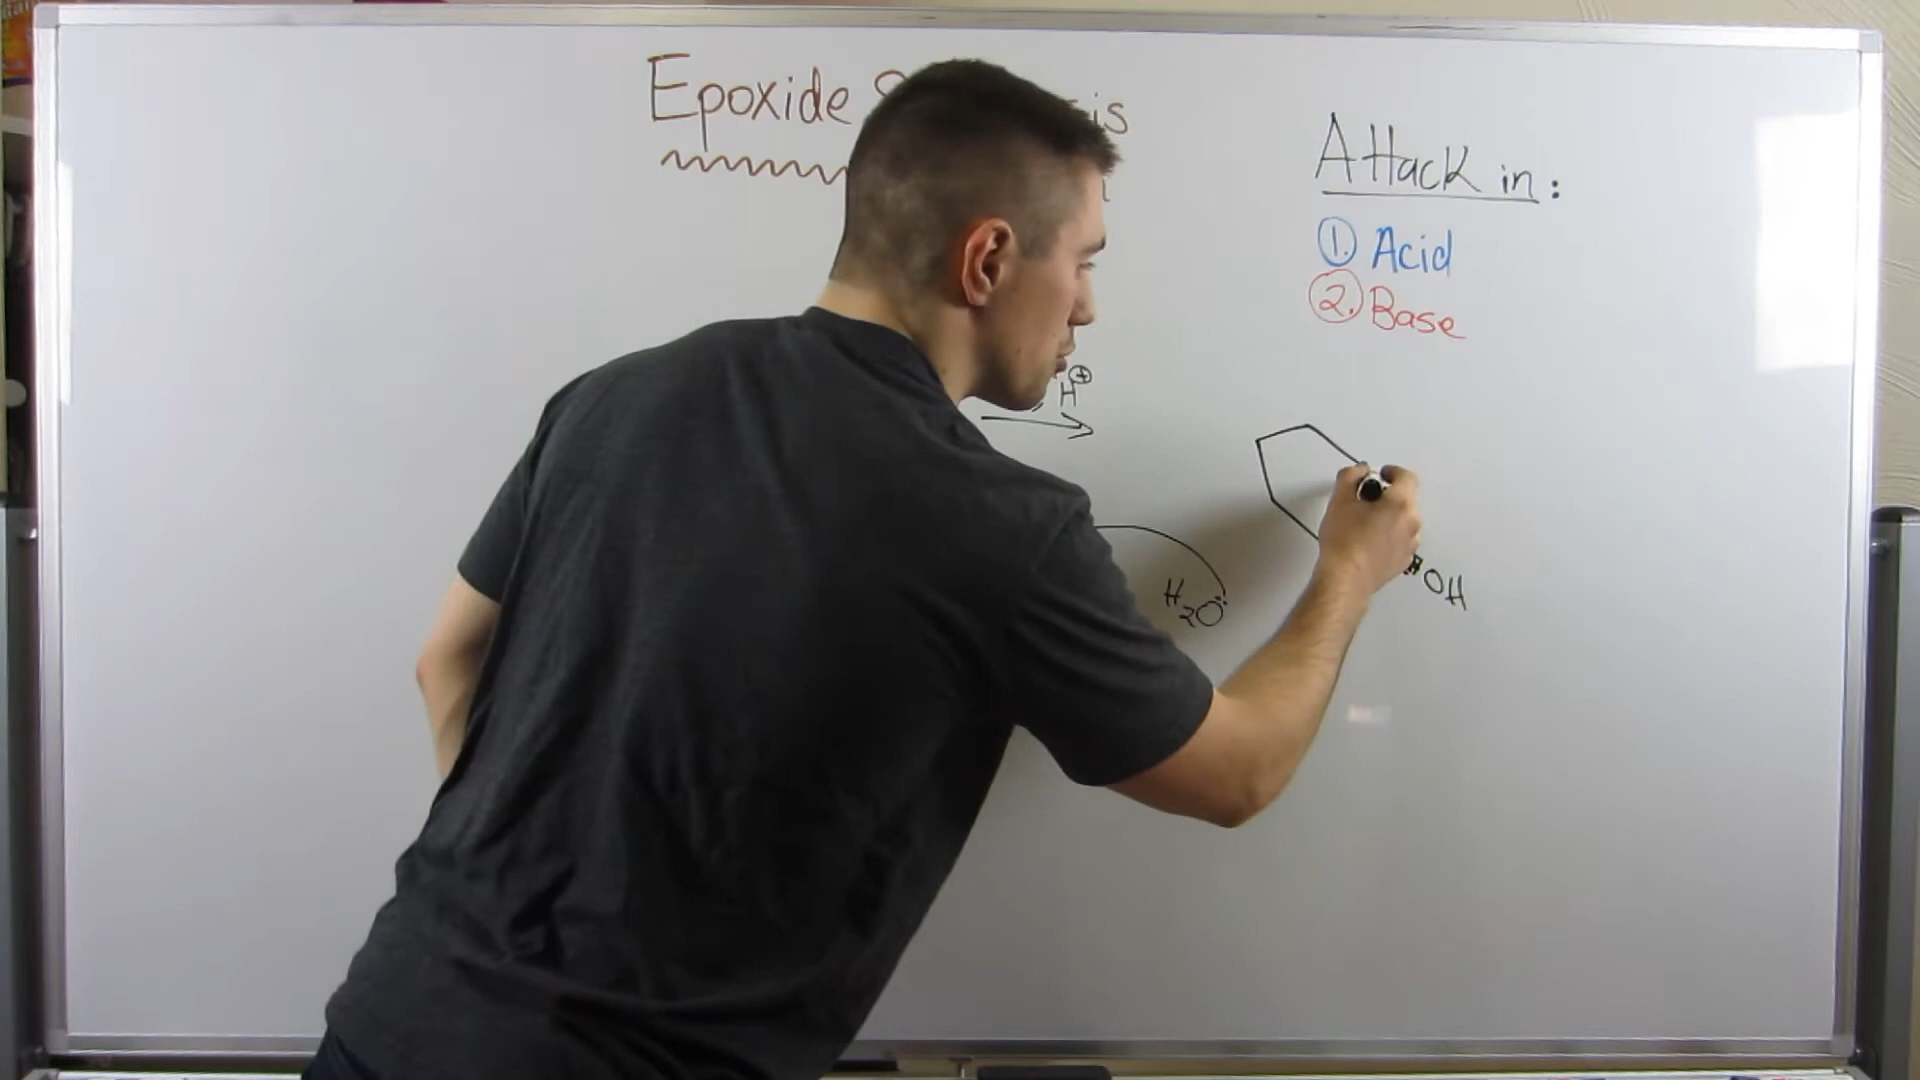 Epoxide
Attack in:
1. Acid
2. Base
H⊕
H2O:
OH